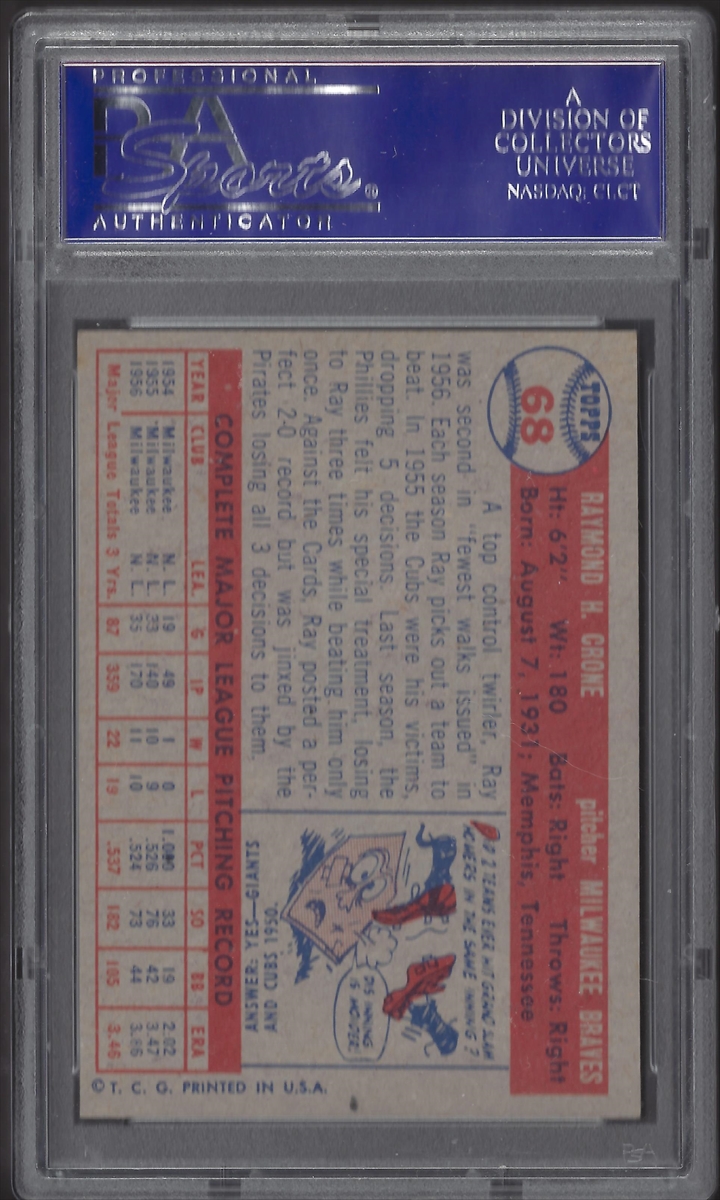 PROFESSIONAL
PSA
Sports®
AUTHENTICATOR
A
DIVISION OF
COLLECTORS
UNIVERSE
NASDAQ: CLCT
TOPPS
68
RAYMOND H. CRONE pitcher MILWAUKEE BRAVES
Ht: 6'2" Wt: 180 Bats: Right Throws: Right
Born: August 7, 1931; Memphis, Tennessee
A top control twirler, Ray
was second in "fewest walks issued" in
1956. Each season Ray picks out a team to
beat. In 1955 the Cubs were his victims,
dropping 5 decisions. Last season, the
Phillies felt his special treatment, losing
to Ray three times while beating him only
once. Against the Cards, Ray posted a per-
fect 2-0 record but was jinxed by the
Pirates losing all 3 decisions to them.
2 TEAMS EVER HIT GRAND SLAM
HOMERS IN THE SAME INNING?
DIS INNING
IS MOIDER!
ANSWER: YES—GIANTS
AND CUBS 1950.
COMPLETE MAJOR LEAGUE PITCHING RECORD
YEAR CLUB LEA. G IP W L PCT SO BB ERA
1954 *Milwaukee N. L. 19 49 1 0 1.000 33 19 2.02
1955 *Milwaukee N. L. 33 140 10 9 .526 76 42 3.47
1956 Milwaukee N. L. 35 170 11 10 .524 73 44 3.86
Major League Totals 3 Yrs. 87 359 22 19 .537 182 105 3.46
© T. C. G. PRINTED IN U.S.A.
PSA